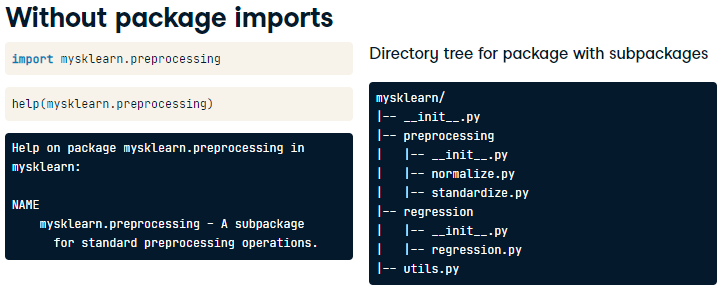 Without package imports
import mysklearn.preprocessing
help(mysklearn.preprocessing)
Help on package mysklearn.preprocessing in
mysklearn:
NAME
mysklearn.preprocessing - A subpackage
for standard preprocessing operations.
Directory tree for package with subpackages
mysklearn/
|-- __init__.py
|-- preprocessing
|   |-- __init__.py
|   |-- normalize.py
|   |-- standardize.py
|-- regression
|   |-- __init__.py
|   |-- regression.py
|-- utils.py